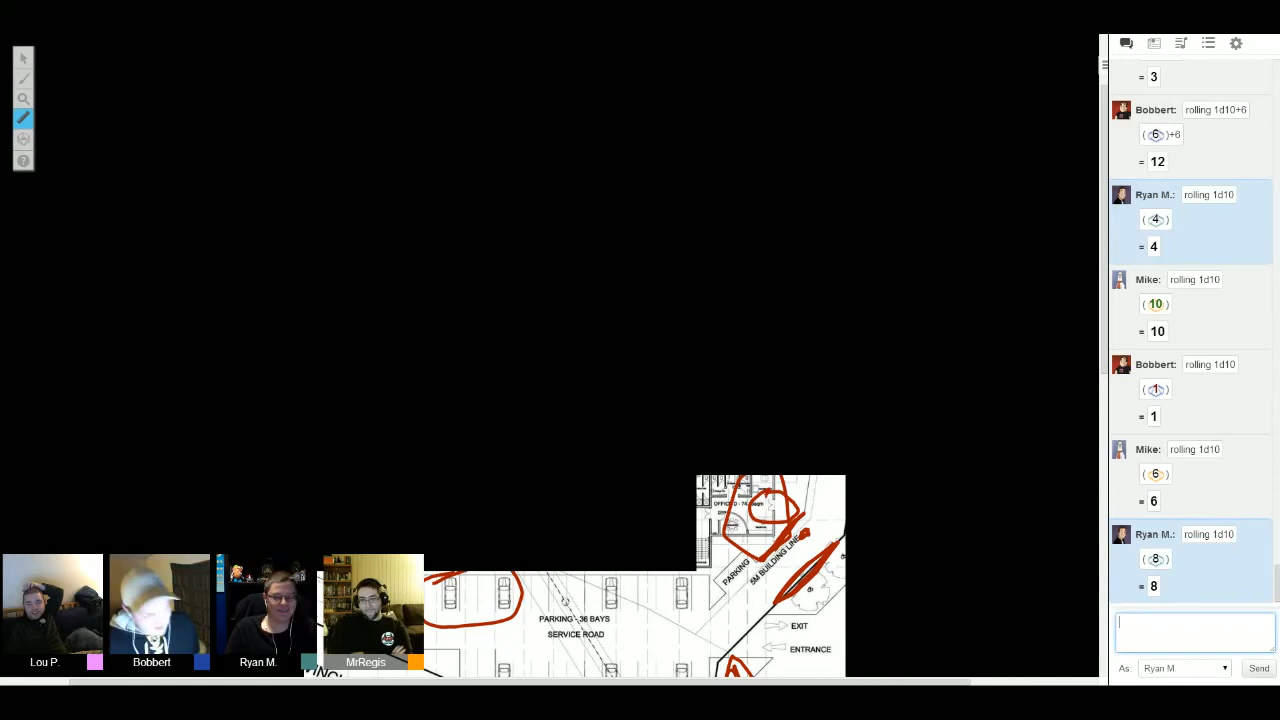 = 3
Bobbert: rolling 1d10+6
( 6 )+6
= 12
Ryan M.: rolling 1d10
( 4 )
= 4
Mike: rolling 1d10
( 10 )
= 10
Bobbert: rolling 1d10
( 1 )
= 1
Mike: rolling 1d10
( 6 )
= 6
Ryan M.: rolling 1d10
( 8 )
= 8
As: Ryan M. Send
PARKING
5M BUILDING LINE
PARKING - 36 BAYS
SERVICE ROAD
EXIT
ENTRANCE
Lou P. Bobbert Ryan M. MrRegis